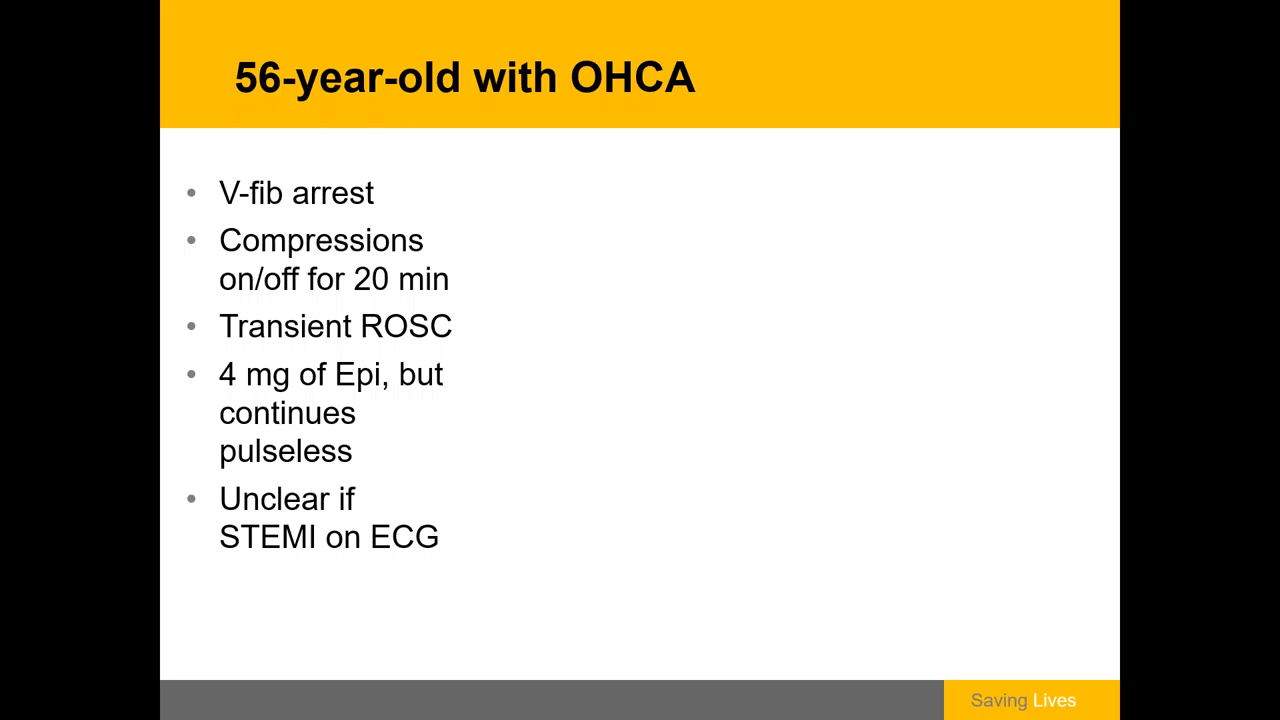 56-year-old with OHCA
• V-fib arrest
• Compressions
on/off for 20 min
• Transient ROSC
• 4 mg of Epi, but
continues
pulseless
• Unclear if
STEMI on ECG
Saving Lives